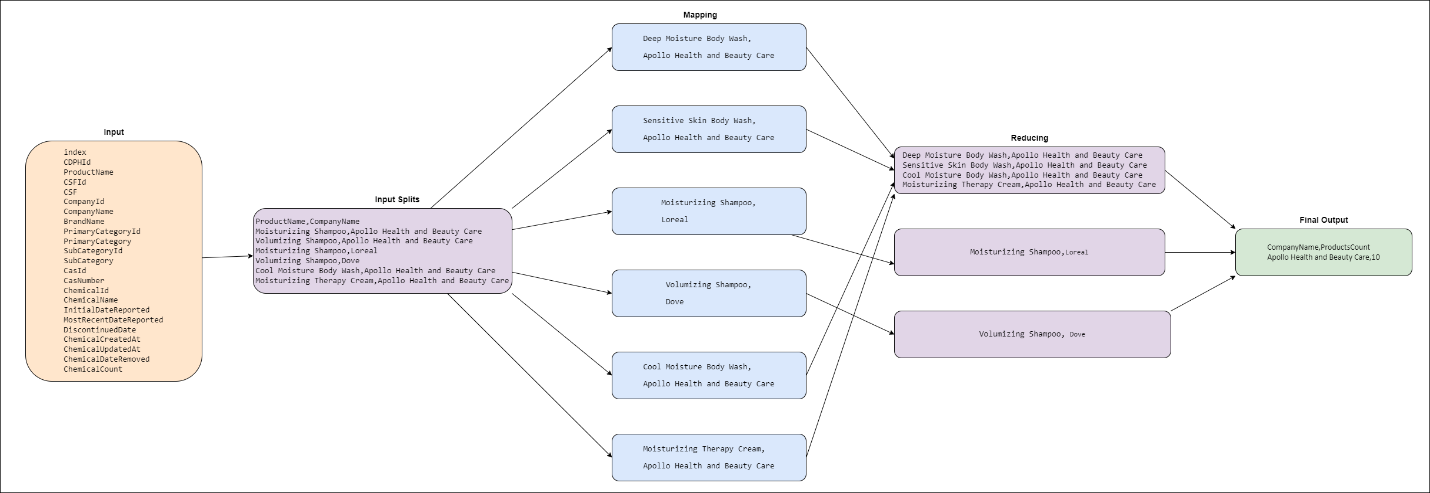 Input
index
CDPHId
ProductName
CSFId
CSF
CompanyId
CompanyName
BrandName
PrimaryCategoryId
PrimaryCategory
SubCategoryId
SubCategory
CasId
CasNumber
ChemicalId
ChemicalName
InitialDateReported
MostRecentDateReported
DiscontinuedDate
ChemicalCreatedAt
ChemicalUpdatedAt
ChemicalDateRemoved
ChemicalCount
Input Splits
ProductName,CompanyName
Moisturizing Shampoo,Apollo Health and Beauty Care
Volumizing Shampoo,Apollo Health and Beauty Care
Moisturizing Shampoo,Loreal
Volumizing Shampoo,Dove
Cool Moisture Body Wash,Apollo Health and Beauty Care
Moisturizing Therapy Cream,Apollo Health and Beauty Care
Mapping
Deep Moisture Body Wash,
Apollo Health and Beauty Care
Sensitive Skin Body Wash,
Apollo Health and Beauty Care
Moisturizing Shampoo,
Loreal
Volumizing Shampoo,
Dove
Cool Moisture Body Wash,
Apollo Health and Beauty Care
Moisturizing Therapy Cream,
Apollo Health and Beauty Care
Reducing
Deep Moisture Body Wash,Apollo Health and Beauty Care
Sensitive Skin Body Wash,Apollo Health and Beauty Care
Cool Moisture Body Wash,Apollo Health and Beauty Care
Moisturizing Therapy Cream,Apollo Health and Beauty Care
Moisturizing Shampoo,Loreal
Volumizing Shampoo, Dove
Final Output
CompanyName,ProductsCount
Apollo Health and Beauty Care,10